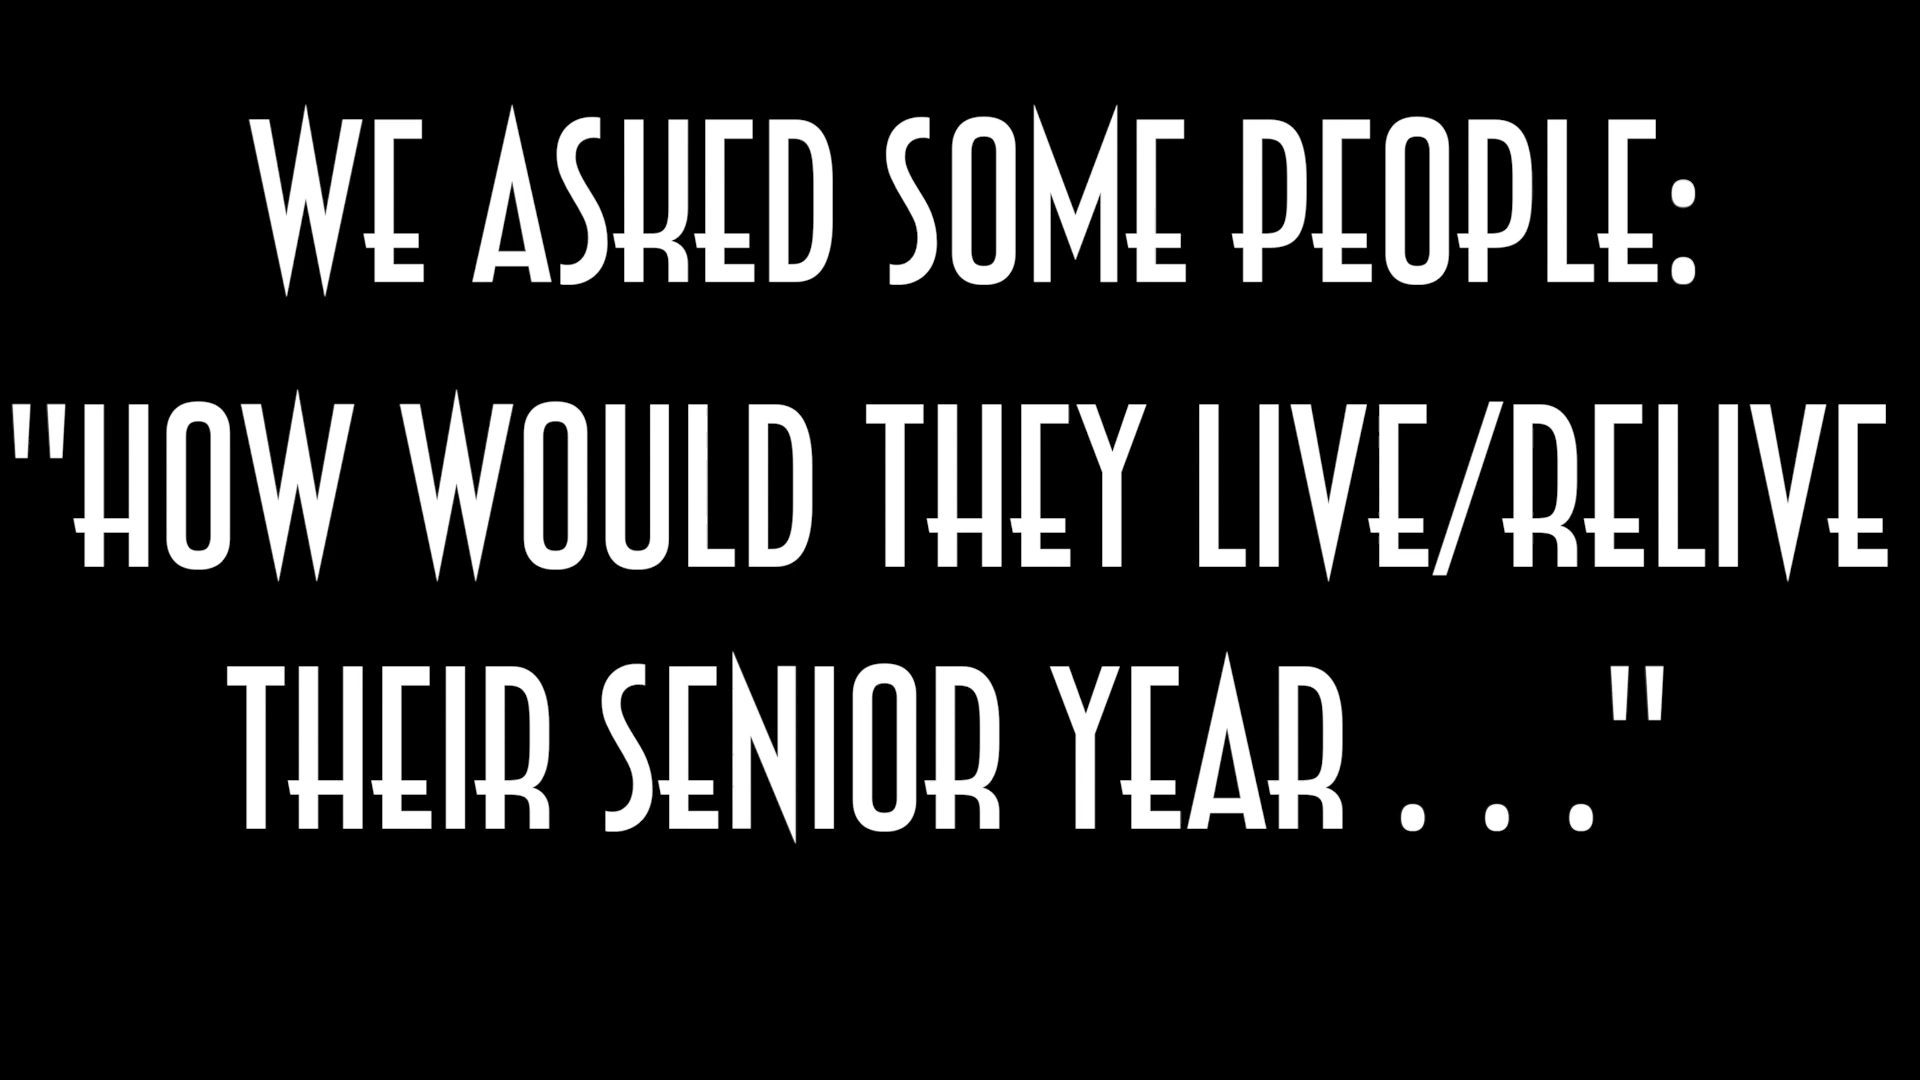 WE ASKED SOME PEOPLE:
"HOW WOULD THEY LIVE/RELIVE
THEIR SENIOR YEAR . . ."